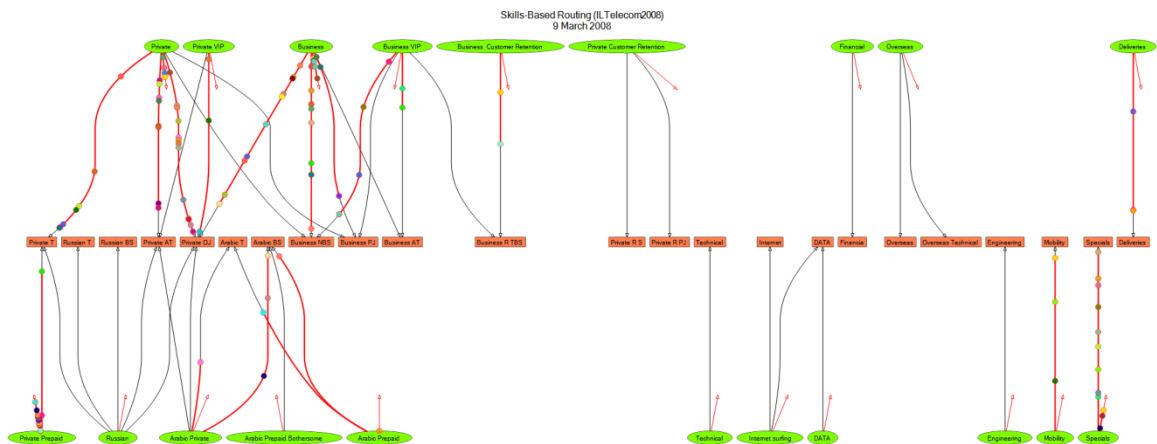 Skills-Based Routing (ILTelecom2008)
9 March 2008
Private Private VIP Business Business VIP Business Customer Retention Private Customer Retention Financial Overseas Deliveries
Private T Russian T Russian BS Private AT Private QJ Arabic T Arabic BS Business NBS Business PJ Business AT Business R TBS Private R S Private R PJ Technical Internet DATA Financie Overseas Overseas Technical Engineering Mobility Specials Deliveries
Private Prepaid Russian Arabic Private Arabic Prepaid Bothersome Arabic Prepaid Technical Internet surfing DATA Engineering Mobility Specials